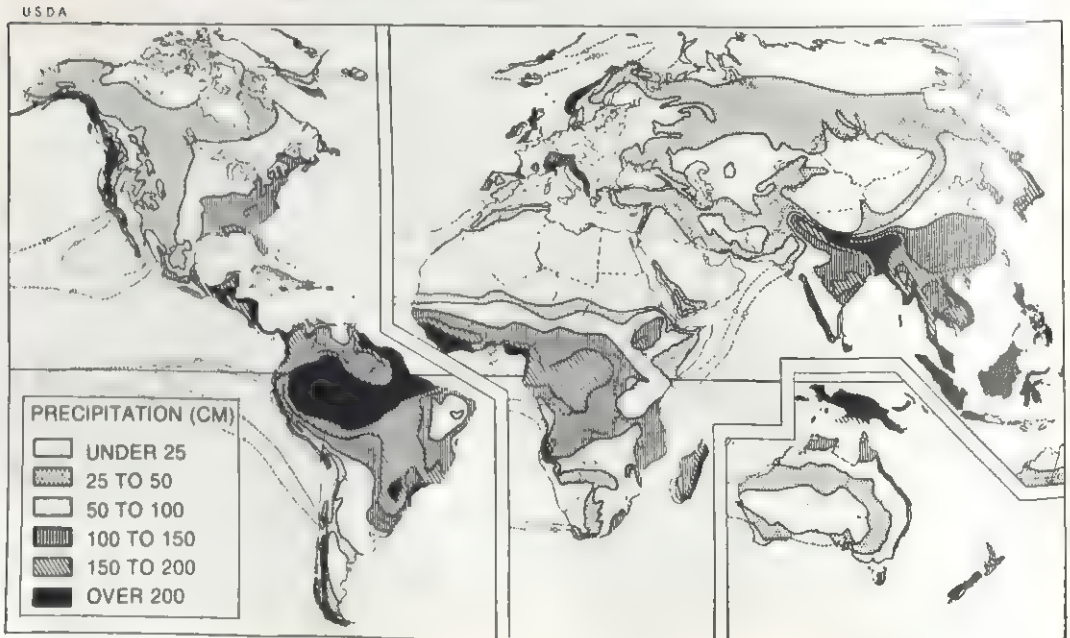 USDA
PRECIPITATION (CM)
UNDER 25
25 TO 50
50 TO 100
100 TO 150
150 TO 200
OVER 200